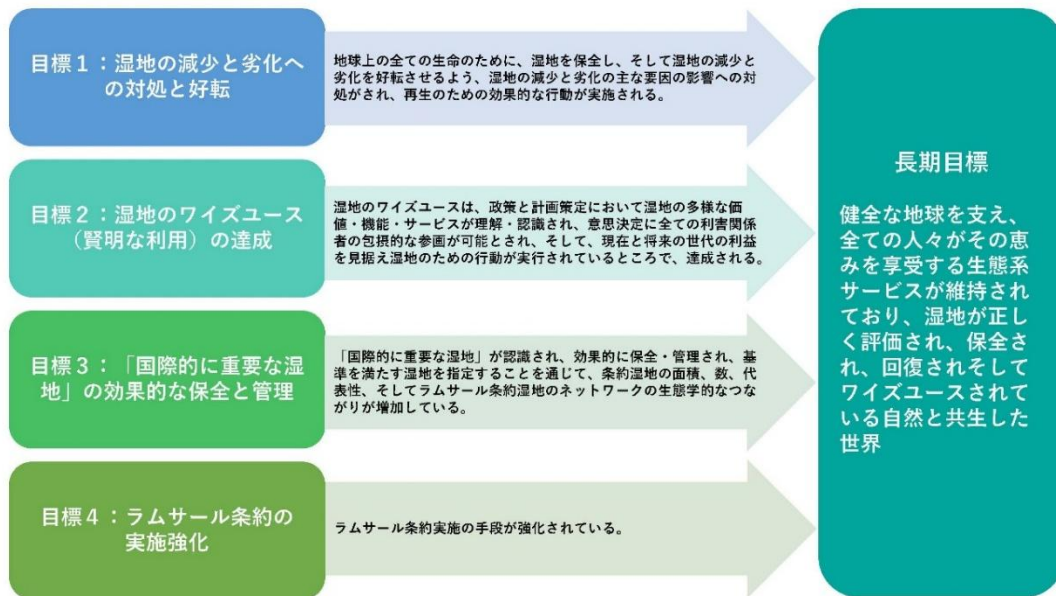 目標１：湿地の減少と劣化へ
の対処と好転
地球上の全ての生命のために、湿地を保全し、そして湿地の減少と
劣化を好転させるよう、湿地の減少と劣化の主な要因の影響への対
処がされ、再生のための効果的な行動が実施される。
目標２：湿地のワイズユース
（賢明な利用）の達成
湿地のワイズユースは、政策と計画策定において湿地の多様な価
値・機能・サービスが理解・認識され、意思決定に全ての利害関係
者の包摂的な参画が可能とされ、そして、現在と将来の世代の利益
を見据え湿地のための行動が実行されているところで、達成される。
目標３：「国際的に重要な湿
地」の効果的な保全と管理
「国際的に重要な湿地」が認識され、効果的に保全・管理され、基
準を満たす湿地を指定することを通じて、条約湿地の面積、数、代
表性、そしてラムサール条約湿地のネットワークの生態学的なつな
がりが増加している。
目標４：ラムサール条約の
実施強化
ラムサール条約実施の手段が強化されている。
長期目標
健全な地球を支え、
全ての人々がその恵
みを享受する生態系
サービスが維持され
ており、湿地が正し
く評価され、保全さ
れ、回復されそして
ワイズユースされて
いる自然と共生した
世界